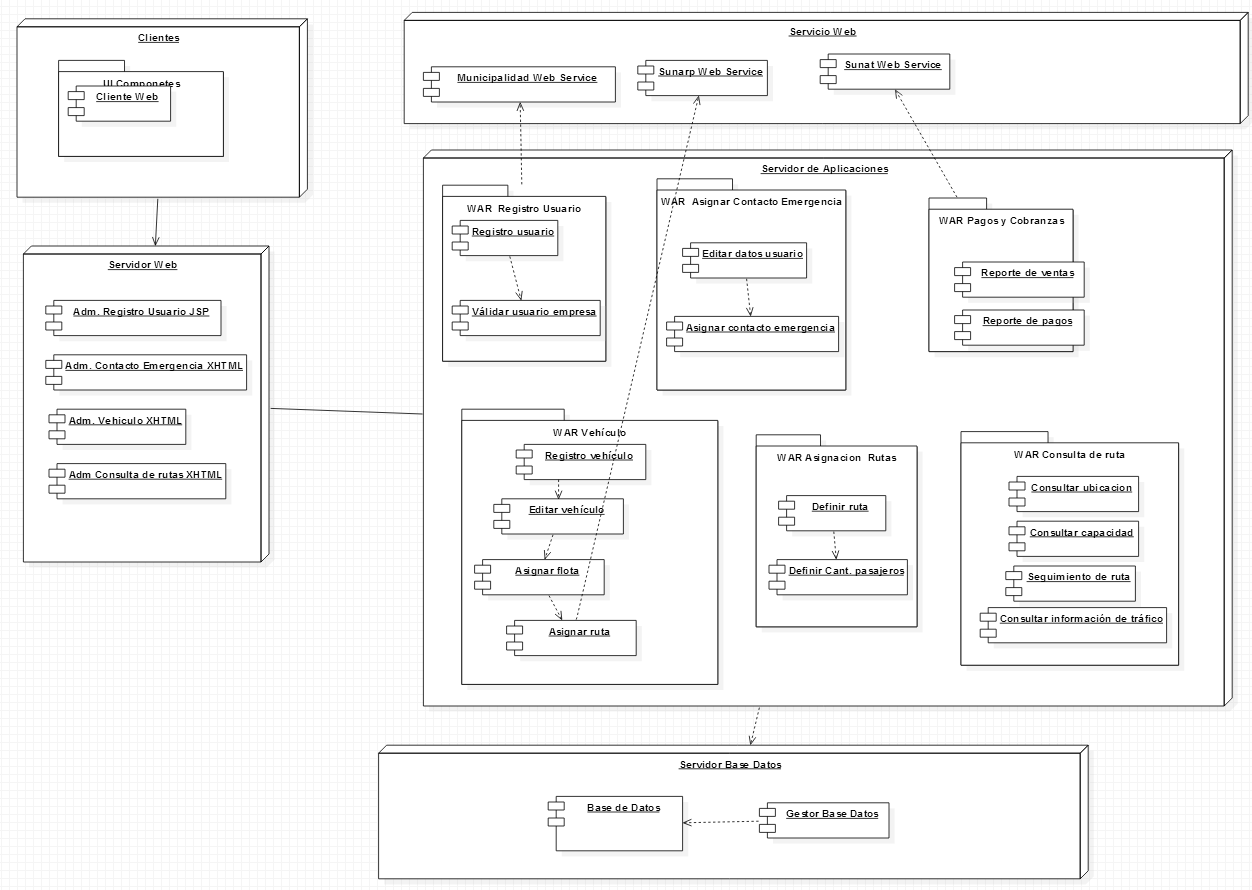 Clientes
UI Componetes
Cliente Web
Servicio Web
Municipalidad Web Service
Sunarp Web Service
Sunat Web Service
Servidor Web
Adm. Registro Usuario JSP
Adm. Contacto Emergencia XHTML
Adm. Vehiculo XHTML
Adm Consulta de rutas XHTML
Servidor de Aplicaciones
WAR Registro Usuario
Registro usuario
Válidar usuario empresa
WAR Asignar Contacto Emergencia
Editar datos usuario
Asignar contacto emergencia
WAR Pagos y Cobranzas
Reporte de ventas
Reporte de pagos
WAR Vehículo
Registro vehículo
Editar vehículo
Asignar flota
Asignar ruta
WAR Asignacion Rutas
Definir ruta
Definir Cant. pasajeros
WAR Consulta de ruta
Consultar ubicacion
Consultar capacidad
Seguimiento de ruta
Consultar información de tráfico
Servidor Base Datos
Base de Datos
Gestor Base Datos